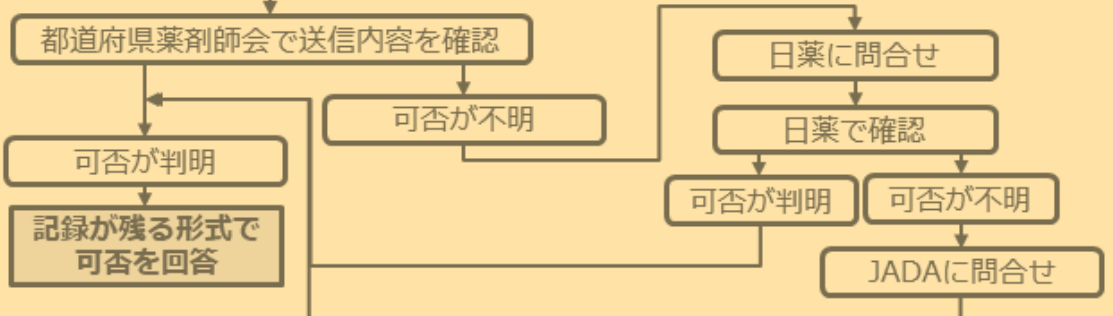 都道府県薬剤師会で送信内容を確認
可否が不明
可否が判明
記録が残る形式で
可否を回答
日薬に問合せ
日薬で確認
可否が判明
可否が不明
JADAに問合せ